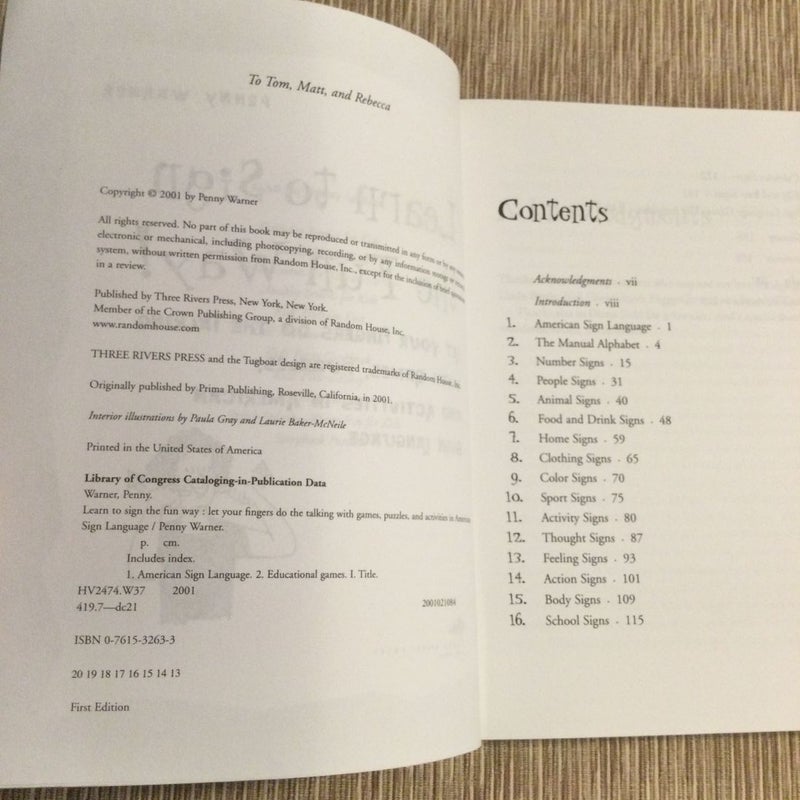 To Tom, Matt, and Rebecca
Copyright © 2001 by Penny Warner
All rights reserved. No part of this book may be reproduced or transmitted in any form or by any
electronic or mechanical, including photocopying, recording, or by any information storage or
system, without written permission from Random House, Inc., except for the inclusion of brief
in a review.
Published by Three Rivers Press, New York, New York.
Member of the Crown Publishing Group, a division of Random House, Inc.
www.randomhouse.com
THREE RIVERS PRESS and the Tugboat design are registered trademarks of Random House, Inc.
Originally published by Prima Publishing, Roseville, California, in 2001.
Interior illustrations by Paula Gray and Laurie Baker-McNeile
Printed in the United States of America
Library of Congress Cataloging-in-Publication Data
Warner, Penny.
Learn to sign the fun way : let your fingers do the talking with games, puzzles, and activities in American
Sign Language / Penny Warner.
p. cm.
Includes index.
1. American Sign Language. 2. Educational games. I. Title.
HV2474.W37 2001
419.7—dc21 2001021084
ISBN 0-7615-3263-3
20 19 18 17 16 15 14 13
First Edition
Contents
Acknowledgments · vii
Introduction · viii
1. American Sign Language · 1
2. The Manual Alphabet · 4
3. Number Signs · 15
4. People Signs · 31
5. Animal Signs · 40
6. Food and Drink Signs · 48
7. Home Signs · 59
8. Clothing Signs · 65
9. Color Signs · 70
10. Sport Signs · 75
11. Activity Signs · 80
12. Thought Signs · 87
13. Feeling Signs · 93
14. Action Signs · 101
15. Body Signs · 109
16. School Signs · 115